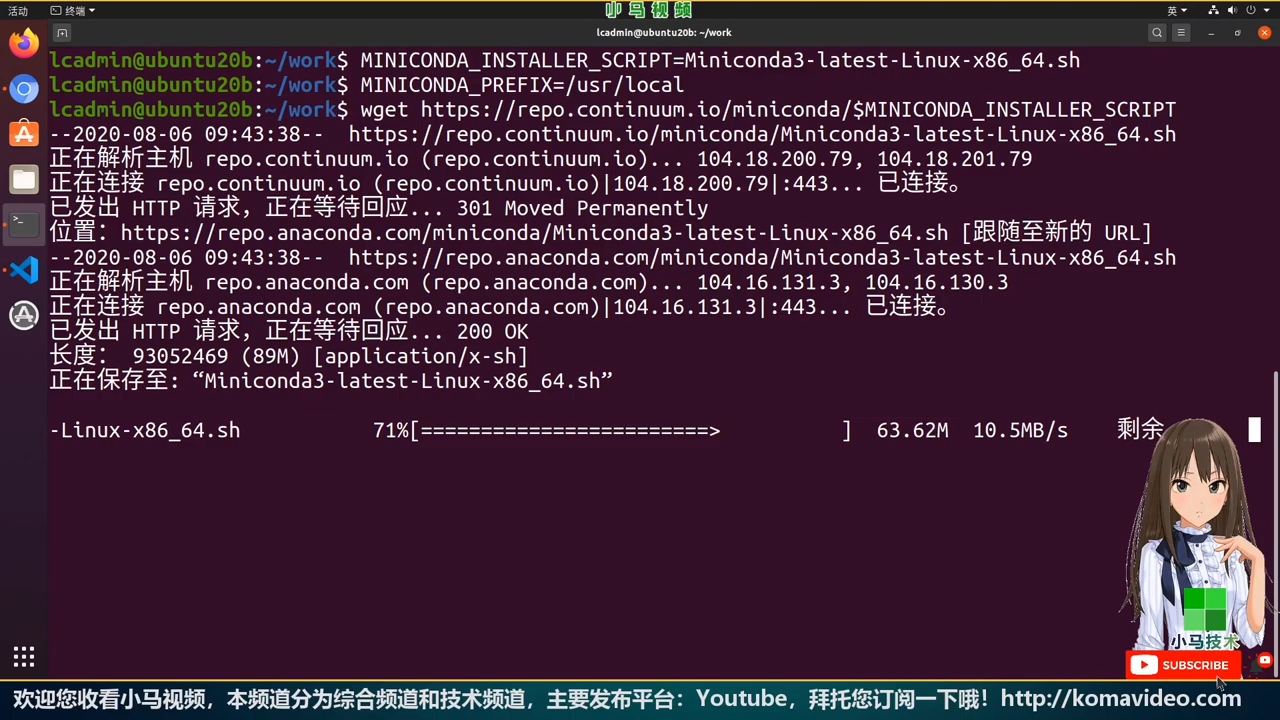 活动
终端
小马视频
英
lcadmin@ubuntu20b: ~/work
lcadmin@ubuntu20b:~/work$ MINICONDA_INSTALLER_SCRIPT=Miniconda3-latest-Linux-x86_64.sh
lcadmin@ubuntu20b:~/work$ MINICONDA_PREFIX=/usr/local
lcadmin@ubuntu20b:~/work$ wget https://repo.continuum.io/miniconda/$MINICONDA_INSTALLER_SCRIPT
--2020-08-06 09:43:38--  https://repo.continuum.io/miniconda/Miniconda3-latest-Linux-x86_64.sh
正在解析主机 repo.continuum.io (repo.continuum.io)... 104.18.200.79, 104.18.201.79
正在连接 repo.continuum.io (repo.continuum.io)|104.18.200.79|:443... 已连接。
已发出 HTTP 请求，正在等待回应... 301 Moved Permanently
位置：https://repo.anaconda.com/miniconda/Miniconda3-latest-Linux-x86_64.sh [跟随至新的 URL]
--2020-08-06 09:43:38--  https://repo.anaconda.com/miniconda/Miniconda3-latest-Linux-x86_64.sh
正在解析主机 repo.anaconda.com (repo.anaconda.com)... 104.16.131.3, 104.16.130.3
正在连接 repo.anaconda.com (repo.anaconda.com)|104.16.131.3|:443... 已连接。
已发出 HTTP 请求，正在等待回应... 200 OK
长度： 93052469 (89M) [application/x-sh]
正在保存至: “Miniconda3-latest-Linux-x86_64.sh”
-Linux-x86_64.sh           71%[========================>          ]  63.62M  10.5MB/s    剩余
小马技术
SUBSCRIBE
欢迎您收看小马视频，本频道分为综合频道和技术频道，主要发布平台：Youtube，拜托您订阅一下哦！http://komavideo.com